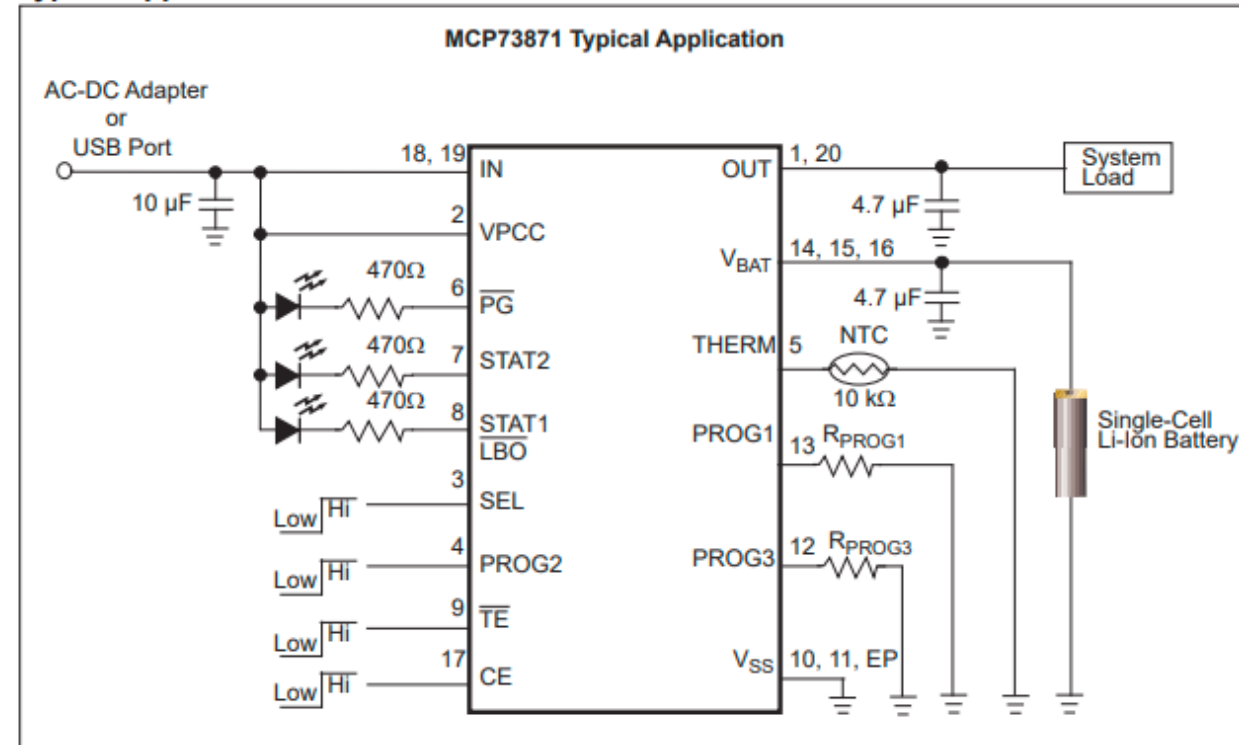 MCP73871 Typical Application
AC-DC Adapter
or
USB Port
10 µF
18, 19
IN
2
VPCC
470Ω
6
PG
470Ω
7
STAT2
470Ω
8
STAT1
LBO
3
SEL
Low Hi
4
PROG2
Low Hi
9
TE
Low Hi
17
CE
Low Hi
OUT
1, 20
System
Load
4.7 µF
VBAT
14, 15, 16
4.7 µF
THERM
5
NTC
10 kΩ
PROG1
13
RPROG1
Single-Cell
Li-Ion Battery
PROG3
12
RPROG3
VSS
10, 11, EP